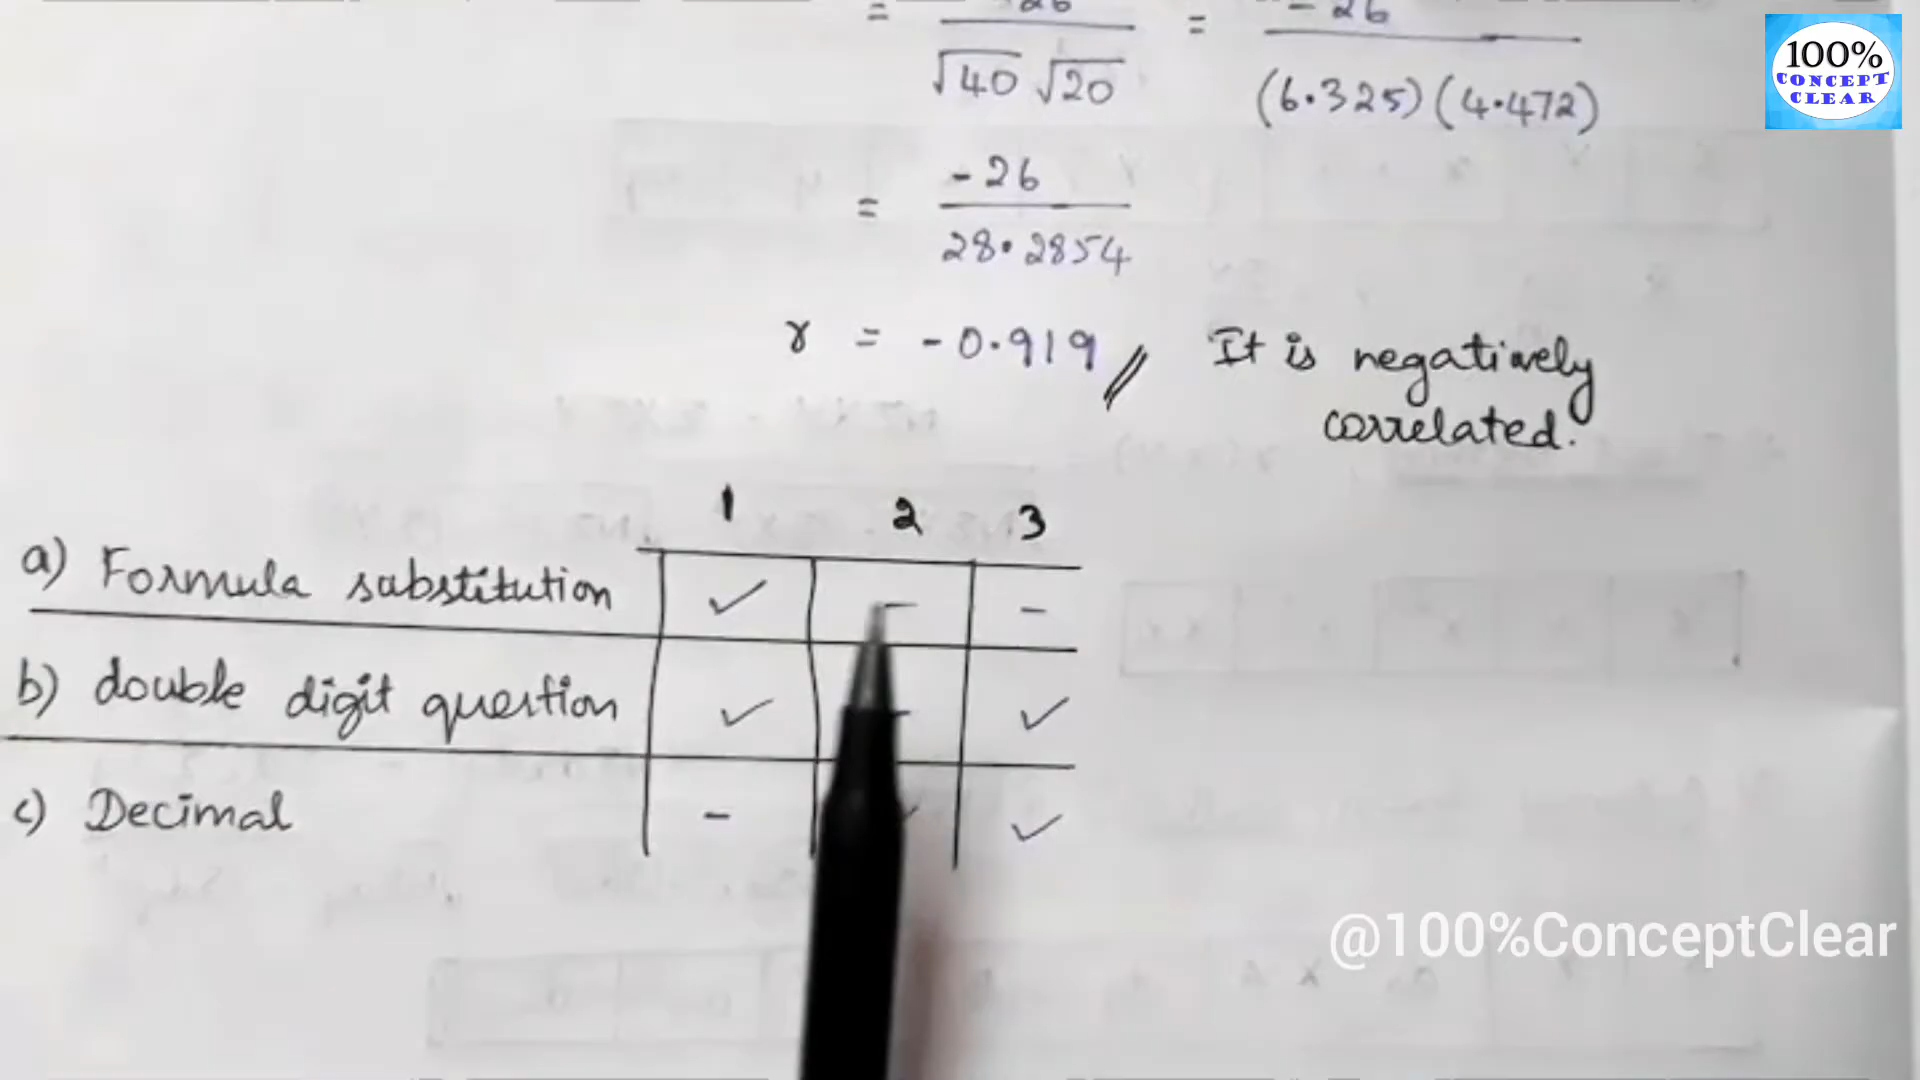 = -26 / √40 √20 = -26 / (6.325) (4.472)
= -26 / 28.2854
r = -0.919 // It is negatively
correlated.
1 2 3
a) Formula substitution ✓ - -
b) double digit question ✓ - ✓
c) Decimal - ✓ ✓
100%
CONCEPT
CLEAR
@100%ConceptClear